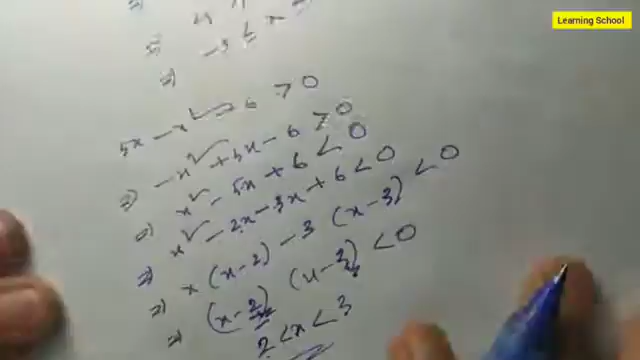 Learning School
5x - x² - 6 > 0
⇒ - x² + 5x - 6 > 0
⇒ x² - 5x + 6 < 0
⇒ x² - 2x - 3x + 6 < 0
⇒ x (x-2) - 3 (x-3) < 0
⇒ (x-2) (x-3) < 0
⇒ 2 < x < 3